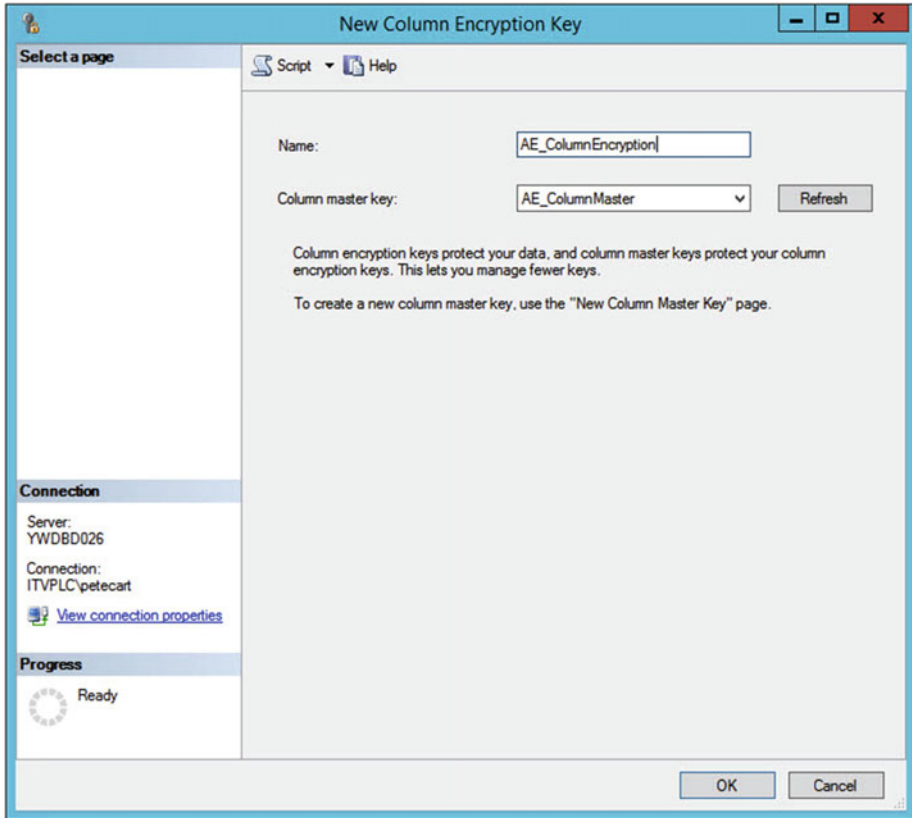 New Column Encryption Key
Select a page
Script
Help
Name:
AE_ColumnEncryption
Column master key:
AE_ColumnMaster
Refresh
Column encryption keys protect your data, and column master keys protect your column
encryption keys. This lets you manage fewer keys.
To create a new column master key, use the "New Column Master Key" page.
Connection
Server:
YWDBD026
Connection:
ITVPLC\petecart
View connection properties
Progress
Ready
OK
Cancel